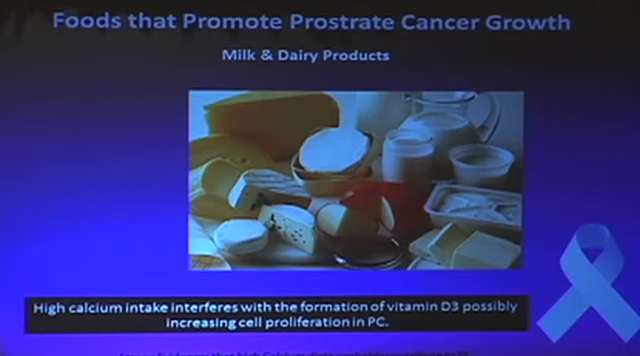 Foods that Promote Prostrate Cancer Growth
Milk & Dairy Products
High calcium intake interferes with the formation of vitamin D3 possibly
increasing cell proliferation in PC.